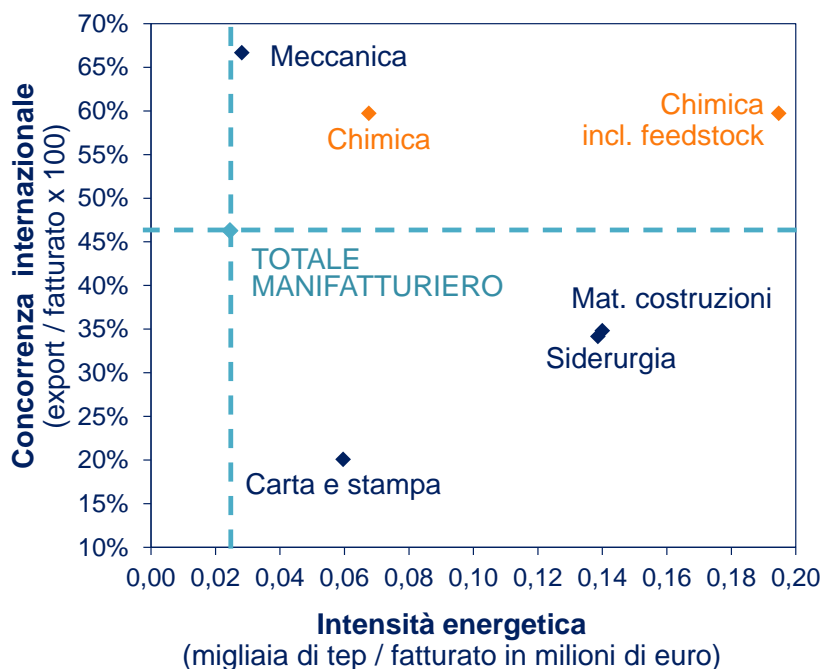 Concorrenza internazionale
(export / fatturato x 100)
70%
65%
60%
55%
50%
45%
40%
35%
30%
25%
20%
15%
10%
Meccanica
Chimica
Chimica
incl. feedstock
TOTALE
MANIFATTURIERO
Mat. costruzioni
Siderurgia
Carta e stampa
0,00 0,02 0,04 0,06 0,08 0,10 0,12 0,14 0,16 0,18 0,20
Intensità energetica
(migliaia di tep / fatturato in milioni di euro)